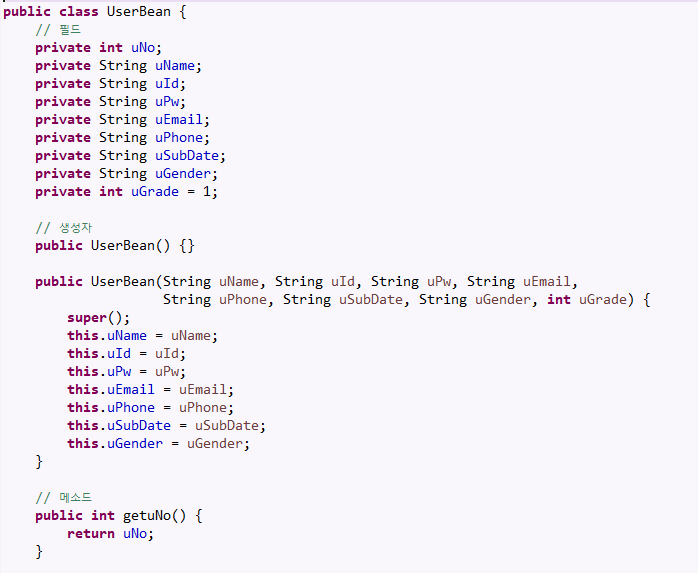 public class UserBean {
// 필드
private int uNo;
private String uName;
private String uId;
private String uPw;
private String uEmail;
private String uPhone;
private String uSubDate;
private String uGender;
private int uGrade = 1;
// 생성자
public UserBean() {}
public UserBean(String uName, String uId, String uPw, String uEmail,
String uPhone, String uSubDate, String uGender, int uGrade) {
super();
this.uName = uName;
this.uId = uId;
this.uPw = uPw;
this.uEmail = uEmail;
this.uPhone = uPhone;
this.uSubDate = uSubDate;
this.uGender = uGender;
}
// 메소드
public int getuNo() {
return uNo;
}